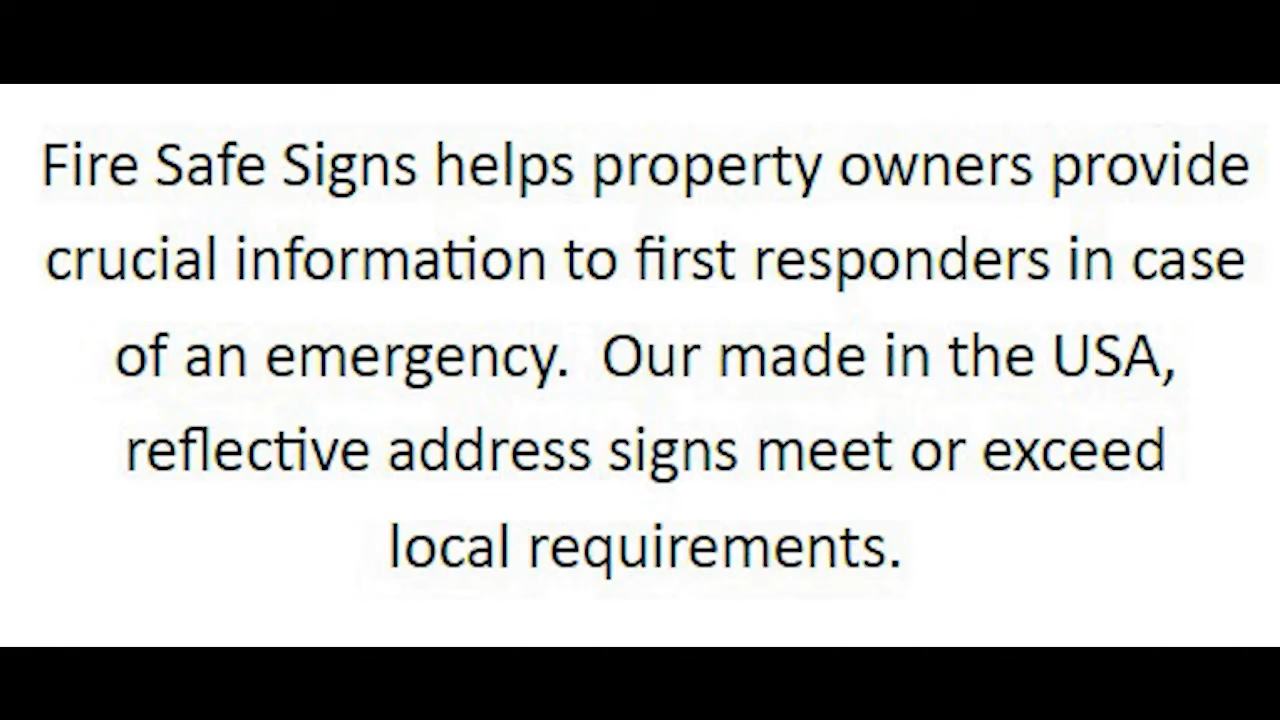 Fire Safe Signs helps property owners provide
crucial information to first responders in case
of an emergency.  Our made in the USA,
reflective address signs meet or exceed
local requirements.